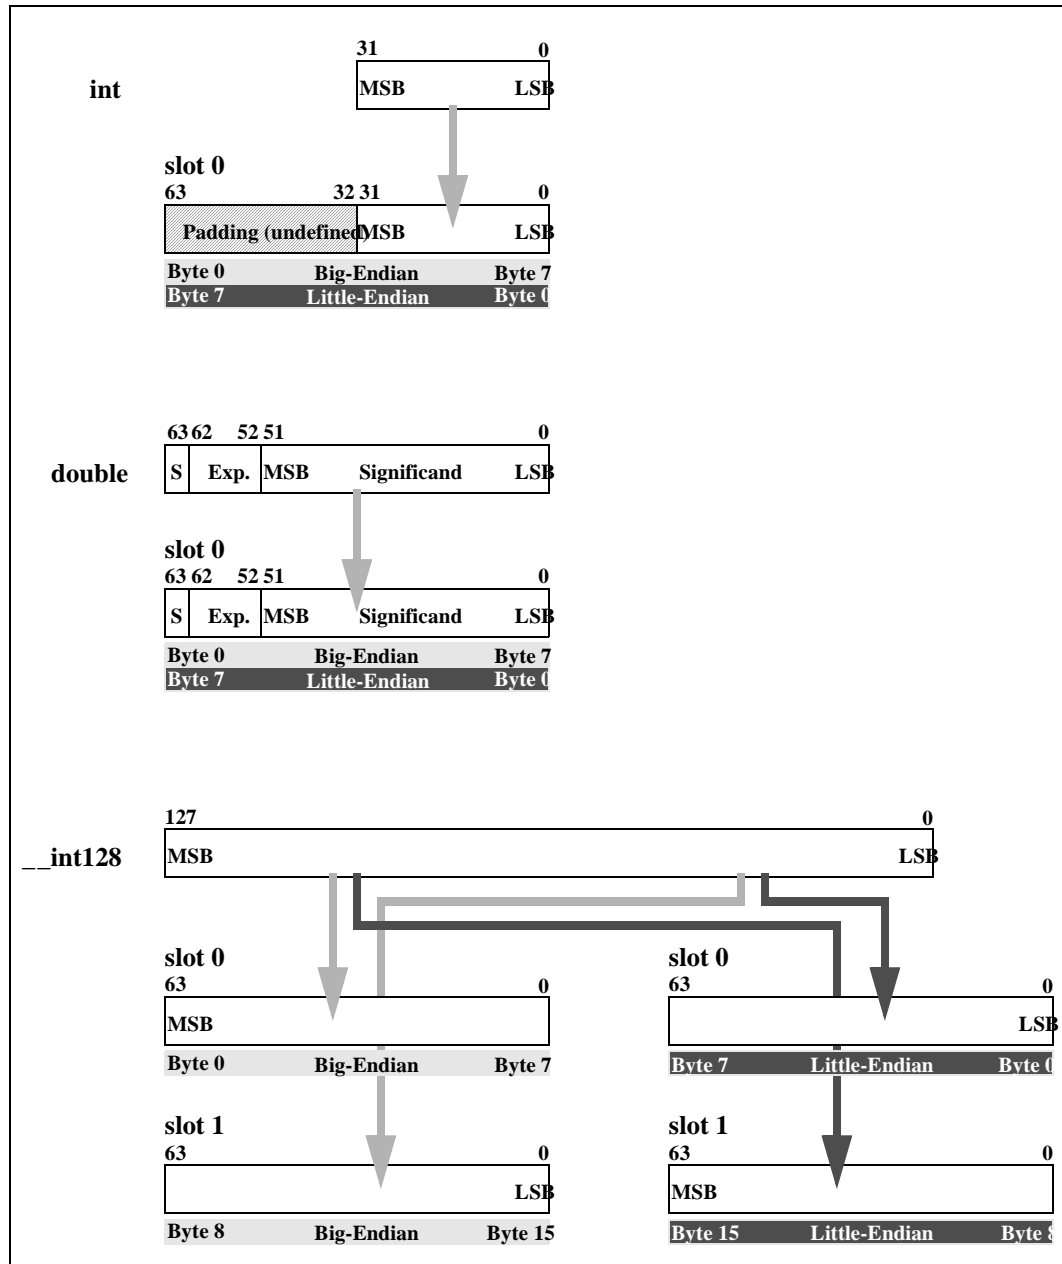 31 0
int MSB LSB
slot 0
63 32 31 0
Padding (undefined) MSB LSB
Byte 0 Big-Endian Byte 7
Byte 7 Little-Endian Byte 0
63 62 52 51 0
double S Exp. MSB Significand LSB
slot 0
63 62 52 51 0
S Exp. MSB Significand LSB
Byte 0 Big-Endian Byte 7
Byte 7 Little-Endian Byte 0
127 0
__int128 MSB LSB
slot 0 slot 0
63 0 63 0
MSB LSB
Byte 0 Big-Endian Byte 7 Byte 7 Little-Endian Byte 0
slot 1 slot 1
63 0 63 0
LSB MSB
Byte 8 Big-Endian Byte 15 Byte 15 Little-Endian Byte 8